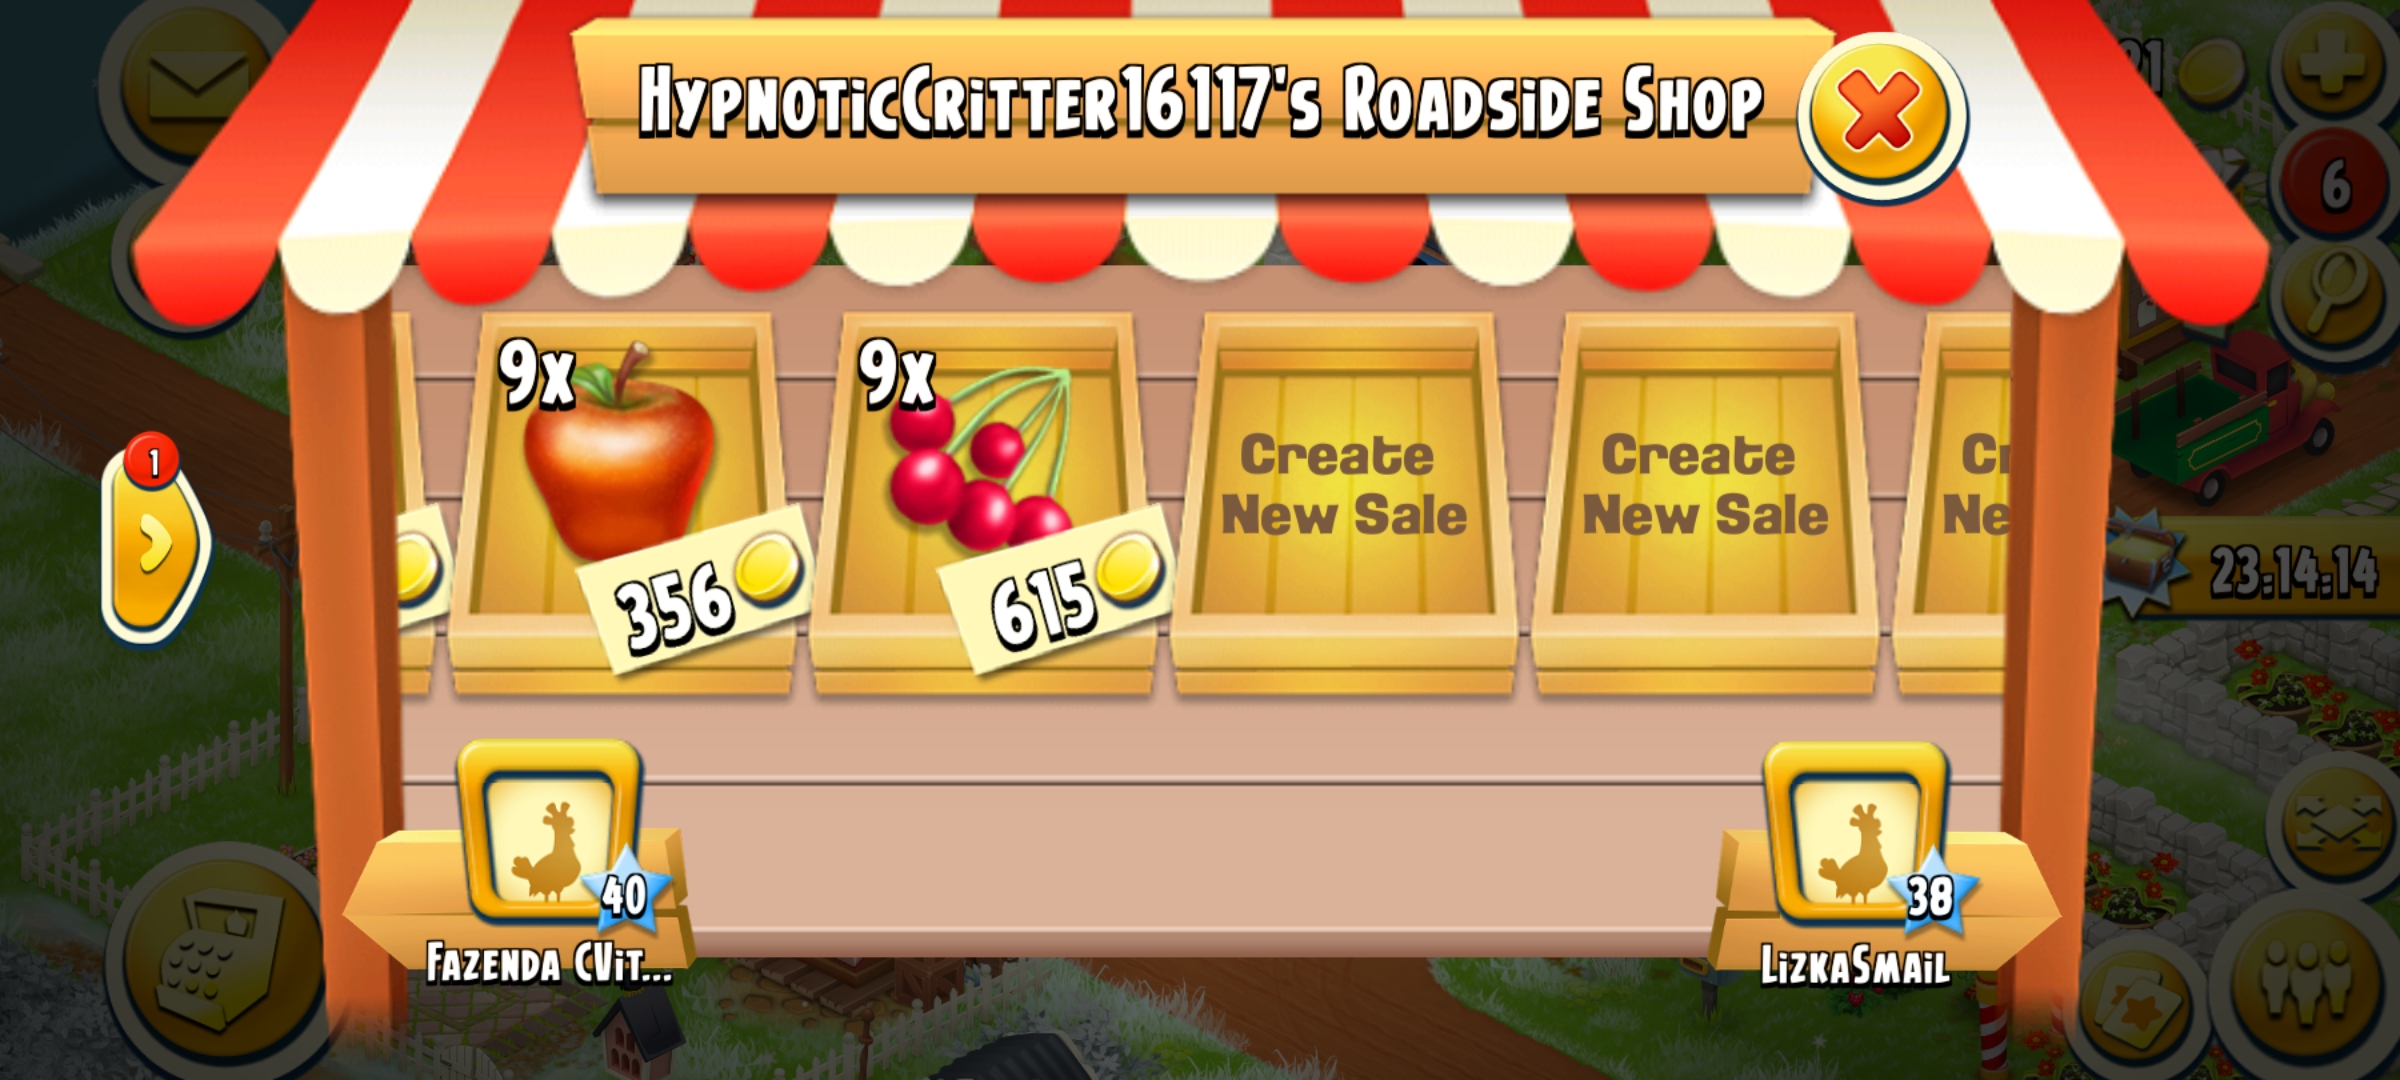 HypnoticCritter16117's Roadside Shop
6
1
9x
356
9x
615
Create
New Sale
Create
New Sale
23:14:14
40
Fazenda CVit...
38
LizkaSmail